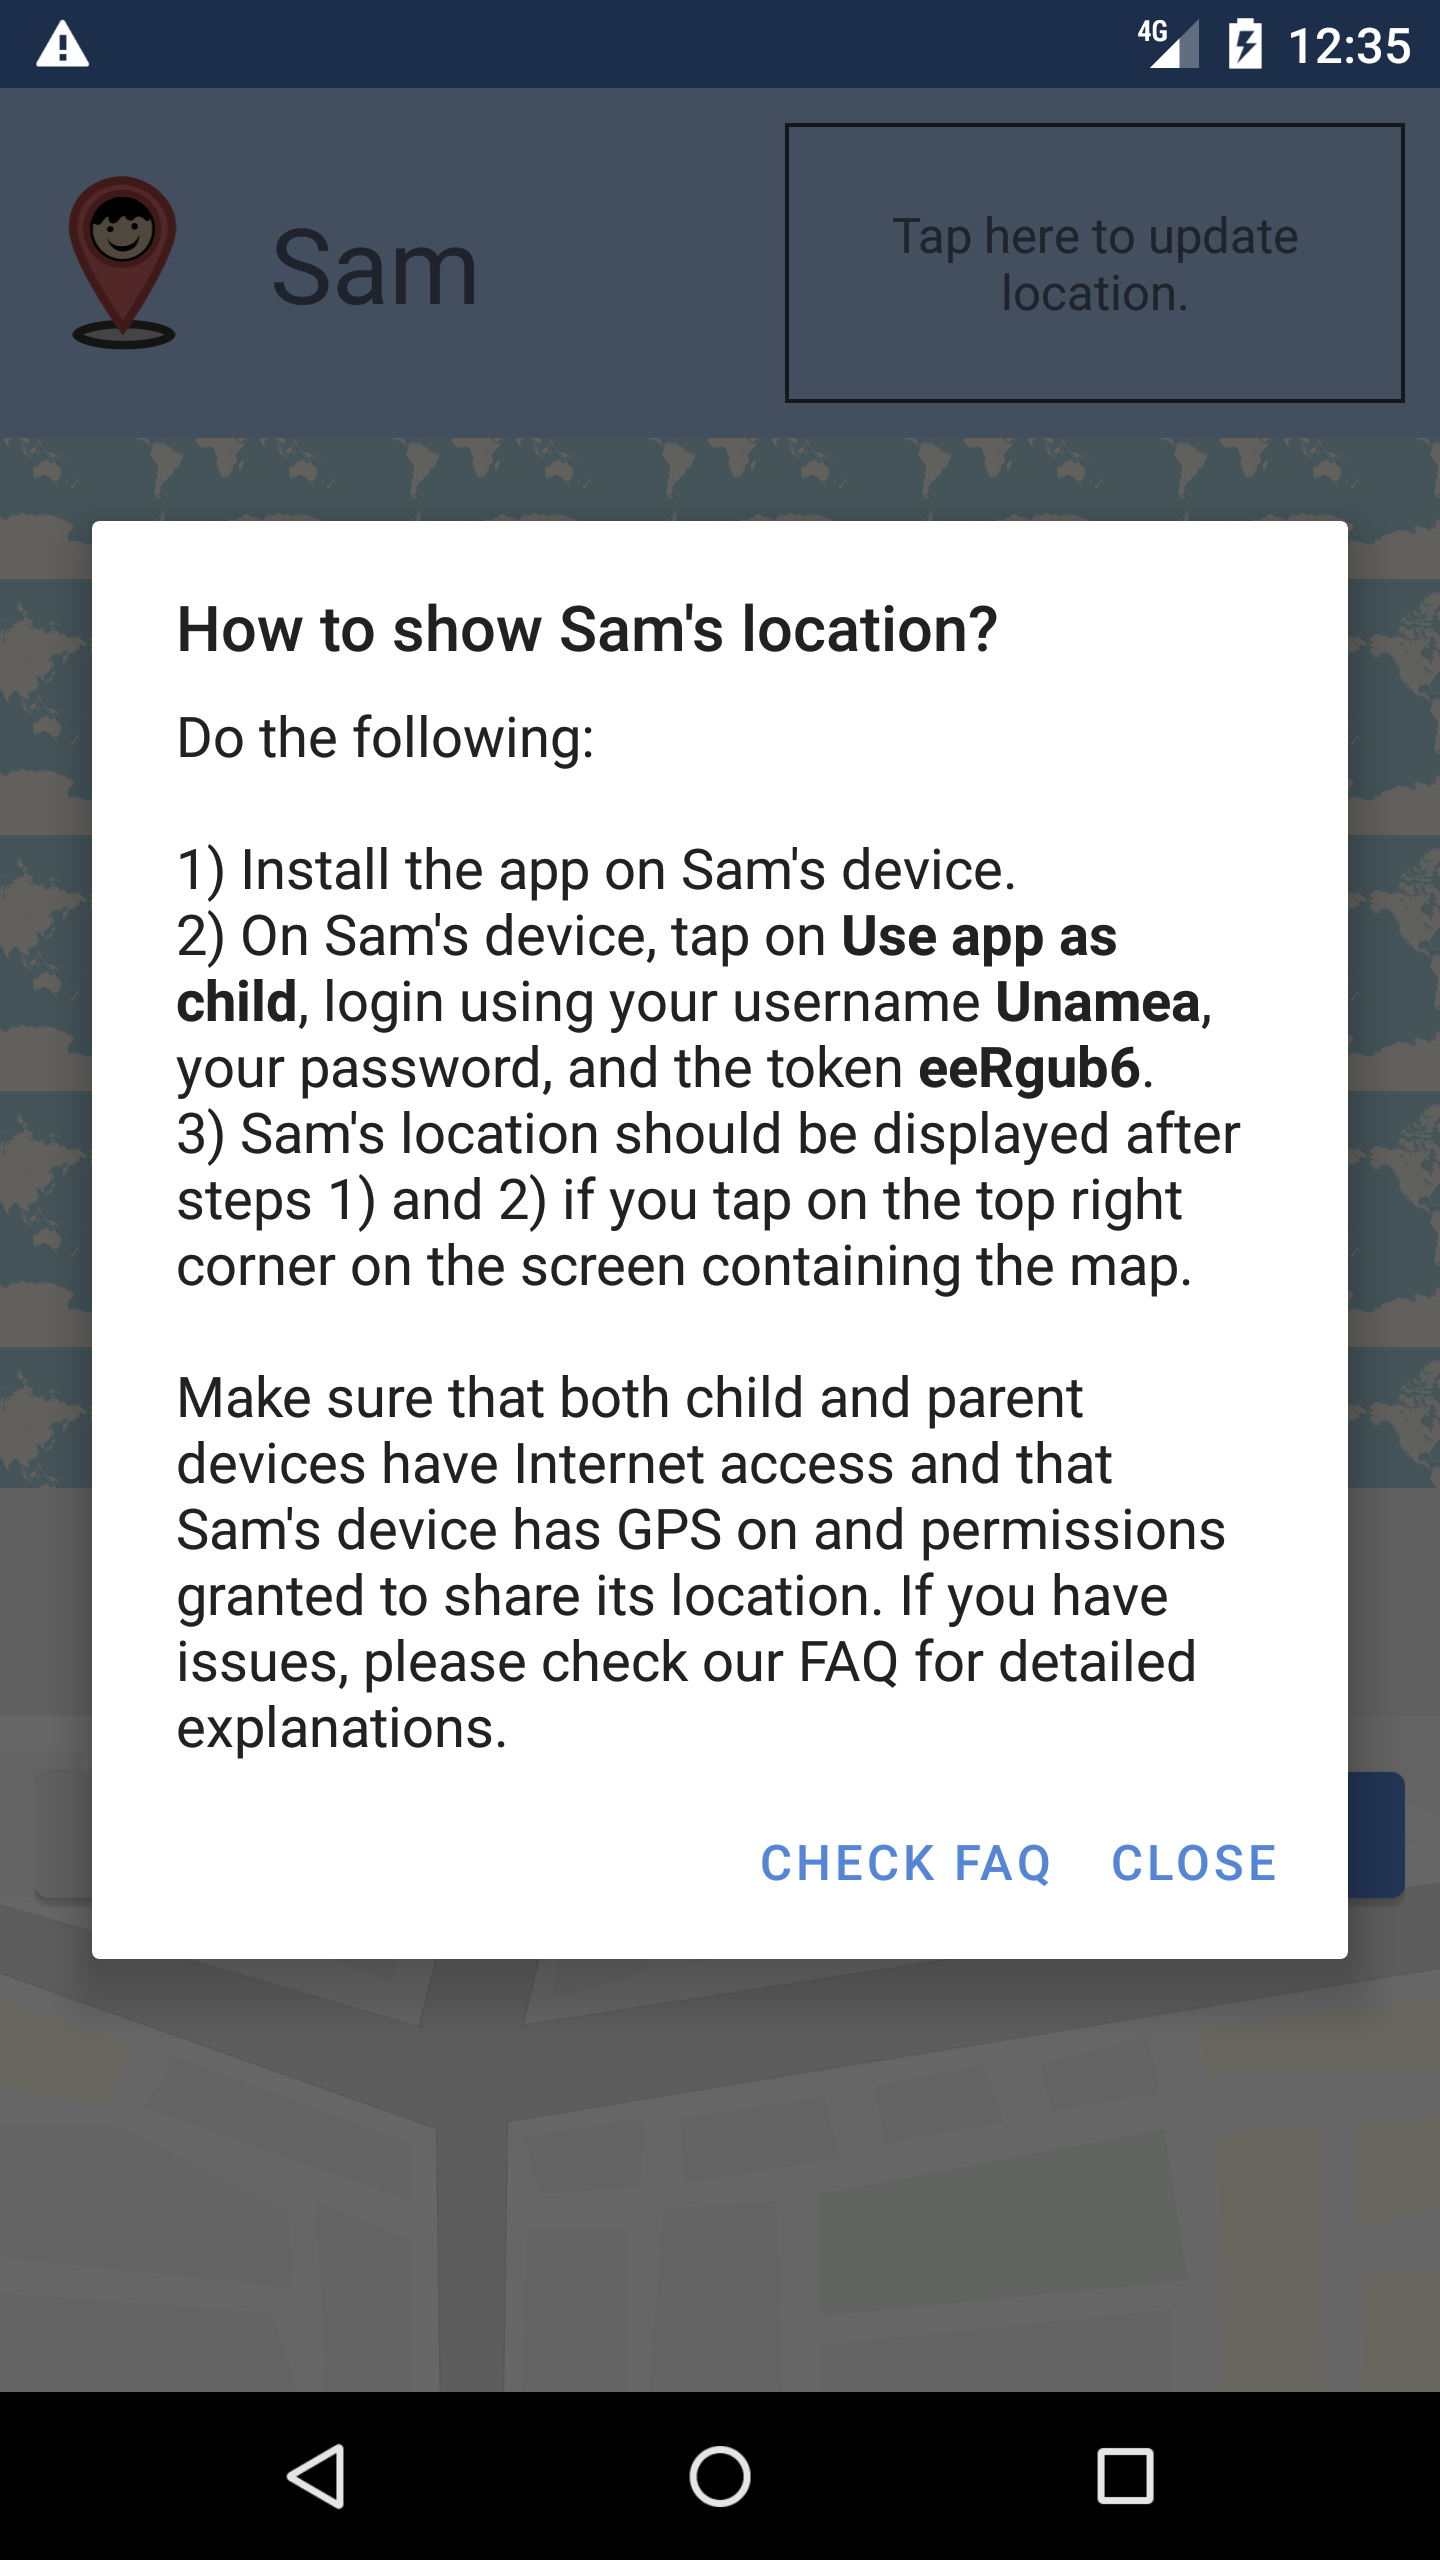 4G 12:35
Sam
Tap here to update
location.
How to show Sam's location?
Do the following:
1) Install the app on Sam's device.
2) On Sam's device, tap on Use app as
child, login using your username Unamea,
your password, and the token eeRgub6.
3) Sam's location should be displayed after
steps 1) and 2) if you tap on the top right
corner on the screen containing the map.
Make sure that both child and parent
devices have Internet access and that
Sam's device has GPS on and permissions
granted to share its location. If you have
issues, please check our FAQ for detailed
explanations.
CHECK FAQ CLOSE